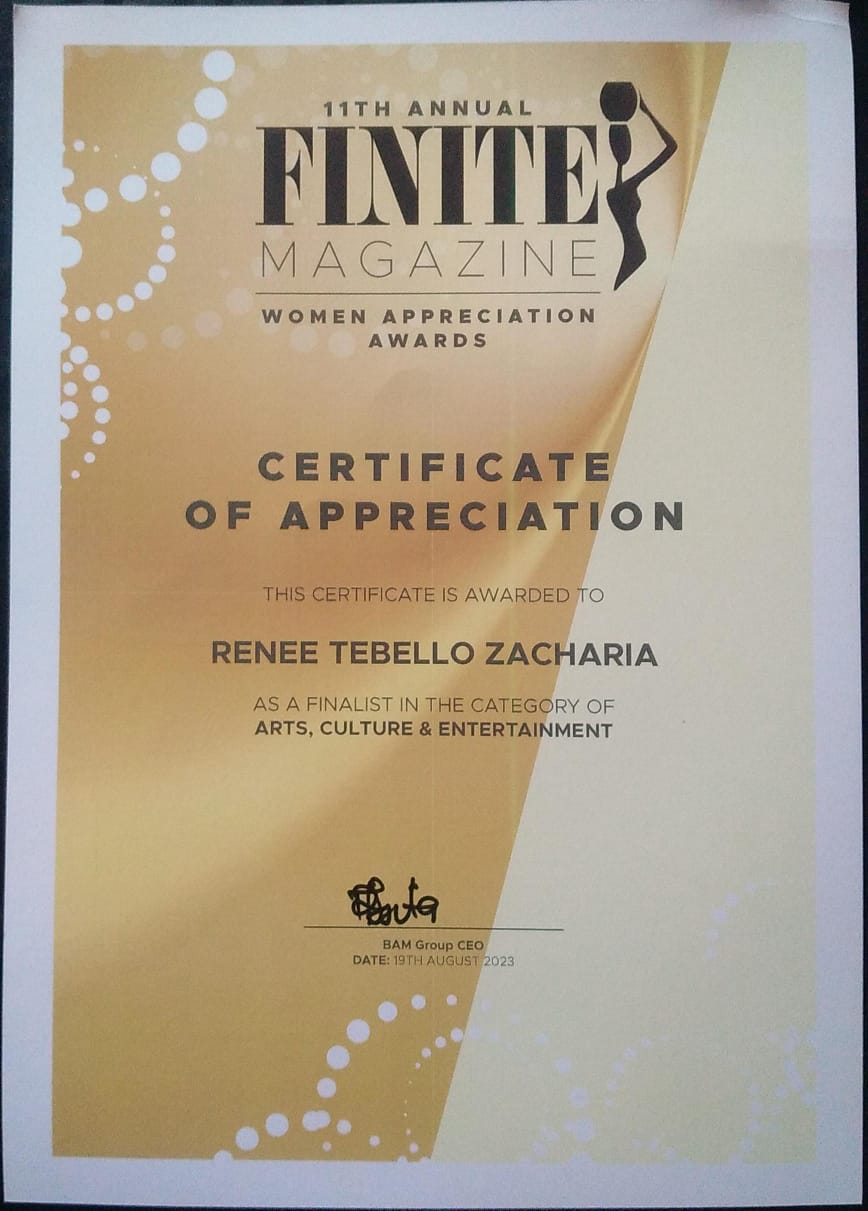 11TH ANNUAL
FINITE
MAGAZINE
WOMEN APPRECIATION
AWARDS
CERTIFICATE
OF APPRECIATION
THIS CERTIFICATE IS AWARDED TO
RENEE TEBELLO ZACHARIA
AS A FINALIST IN THE CATEGORY OF
ARTS, CULTURE & ENTERTAINMENT
BAM Group CEO
DATE: 19TH AUGUST 2023